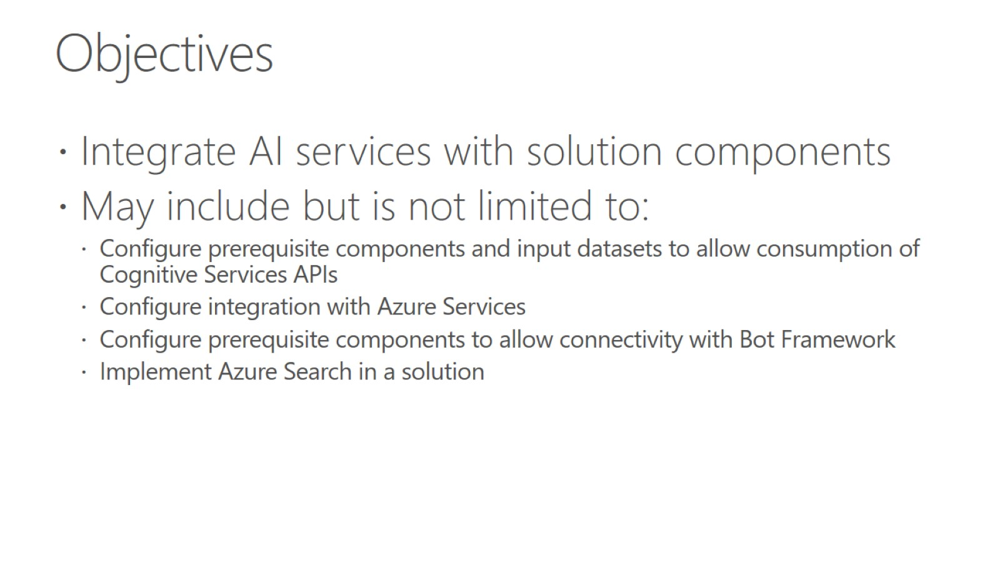 Objectives
· Integrate AI services with solution components
· May include but is not limited to:
· Configure prerequisite components and input datasets to allow consumption of
Cognitive Services APIs
· Configure integration with Azure Services
· Configure prerequisite components to allow connectivity with Bot Framework
· Implement Azure Search in a solution